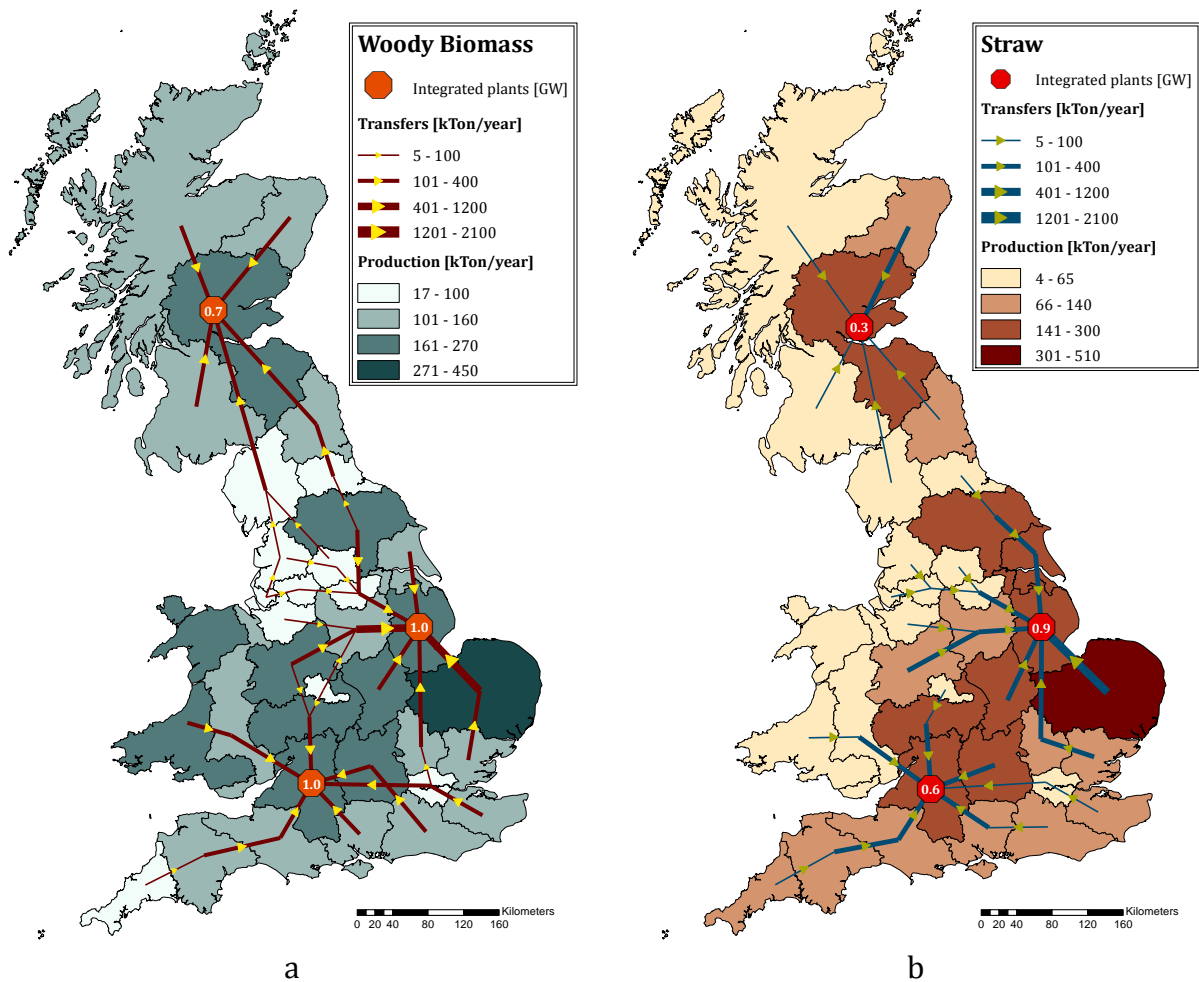 Woody Biomass
Integrated plants [GW]
Transfers [kTon/year]
5 - 100
101 - 400
401 - 1200
1201 - 2100
Production [kTon/year]
17 - 100
101 - 160
161 - 270
271 - 450
0.7
1.0
1.0
Kilometers
0 20 40 80 120 160
a
Straw
Integrated plants [GW]
Transfers [kTon/year]
5 - 100
101 - 400
401 - 1200
1201 - 2100
Production [kTon/year]
4 - 65
66 - 140
141 - 300
301 - 510
0.3
0.9
0.6
Kilometers
0 20 40 80 120 160
b